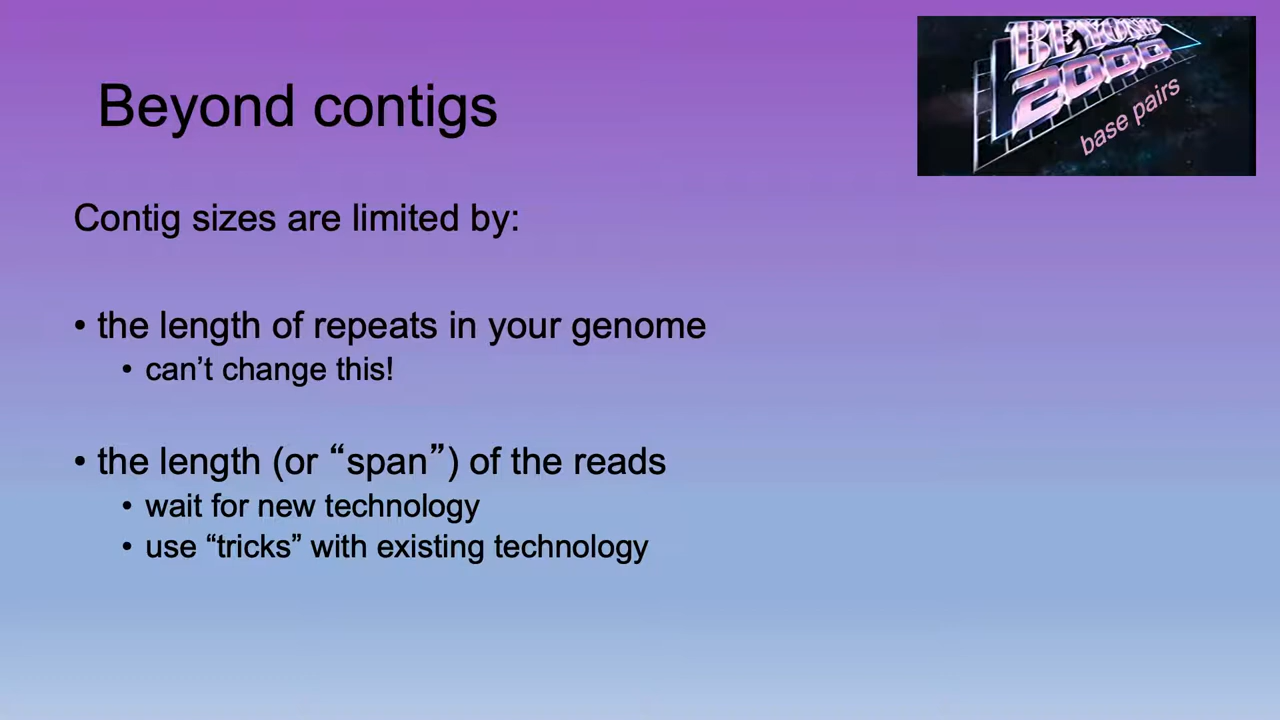 BEYOND
2000
base pairs
Beyond contigs
Contig sizes are limited by:
• the length of repeats in your genome
• can’t change this!
• the length (or “span”) of the reads
• wait for new technology
• use “tricks” with existing technology